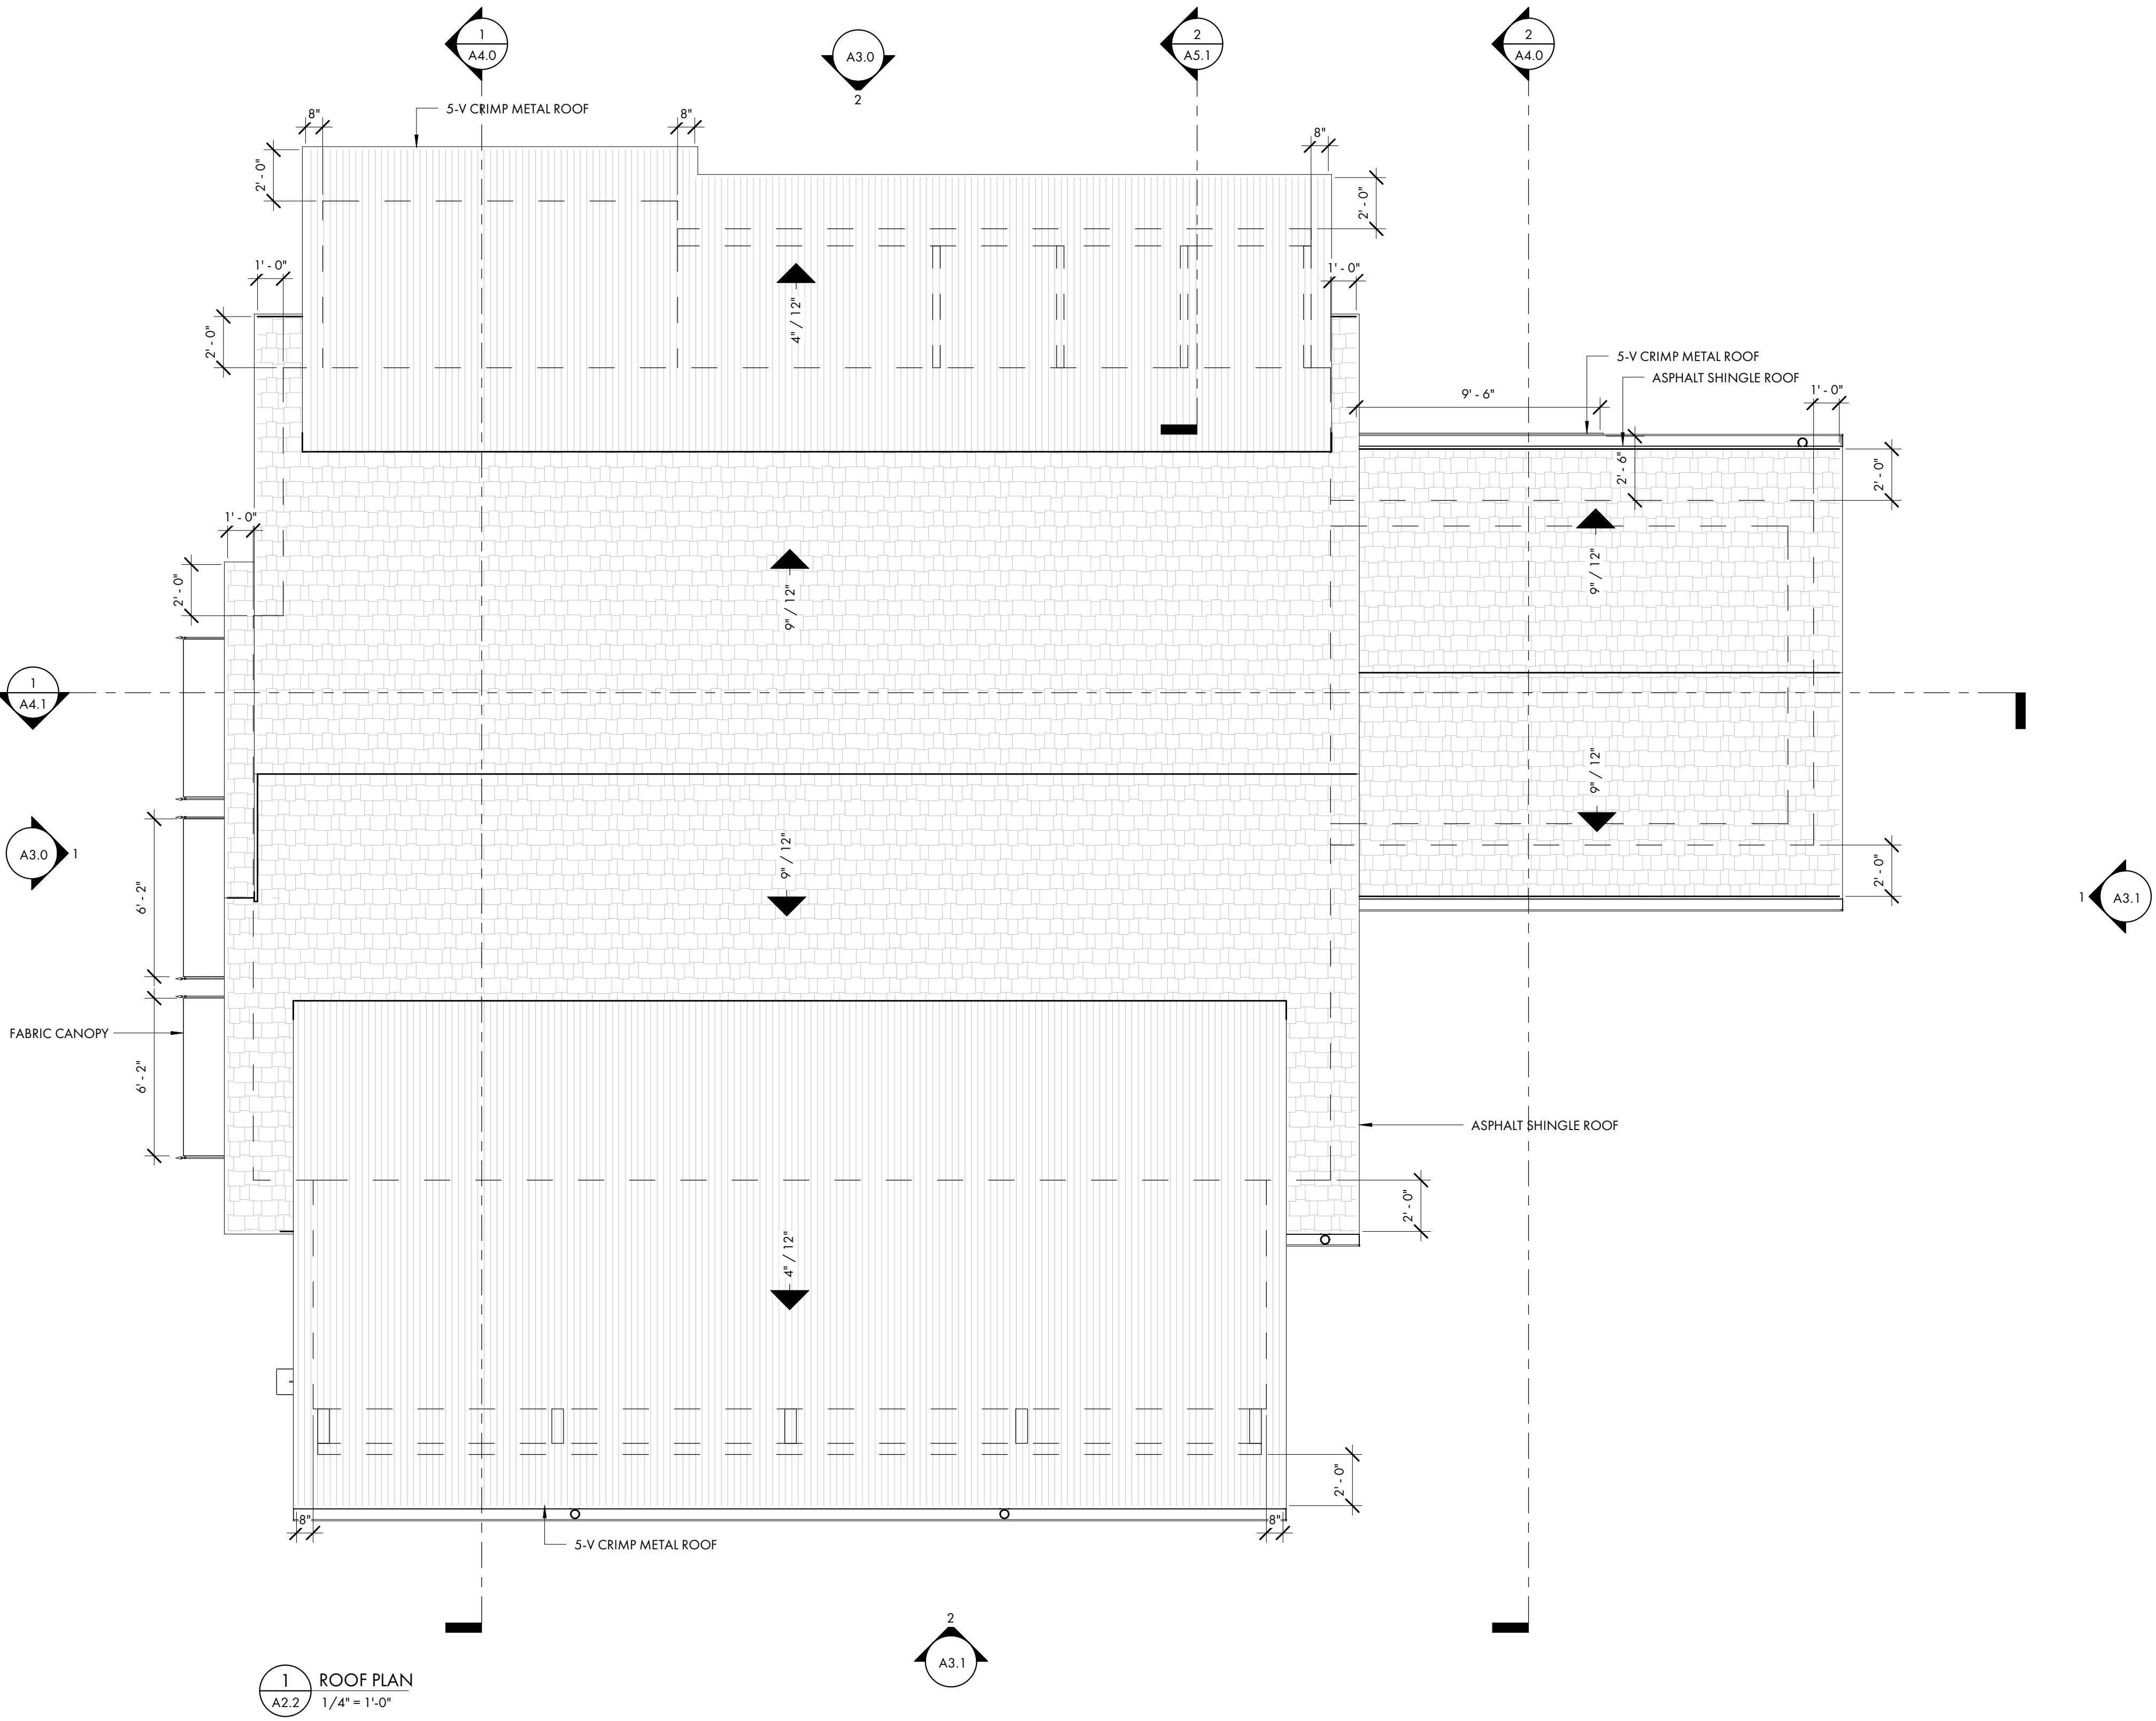 1
A4.0
A3.0
2
2
A5.1
2
A4.0
5-V CRIMP METAL ROOF
8"
8"
8"
2' - 0"
2' - 0"
1' - 0"
1' - 0"
4" / 12"
2' - 0"
5-V CRIMP METAL ROOF
ASPHALT SHINGLE ROOF
9' - 6"
1' - 0"
2' - 6"
2' - 0"
1' - 0"
2' - 0"
9" / 12"
9" / 12"
1
A4.1
9" / 12"
9" / 12"
A3.0
1
6' - 2"
2' - 0"
1
A3.1
FABRIC CANOPY
6' - 2"
ASPHALT SHINGLE ROOF
2' - 0"
4" / 12"
2' - 0"
8"
8"
5-V CRIMP METAL ROOF
2
A3.1
1
A2.2
ROOF PLAN
1/4" = 1'-0"